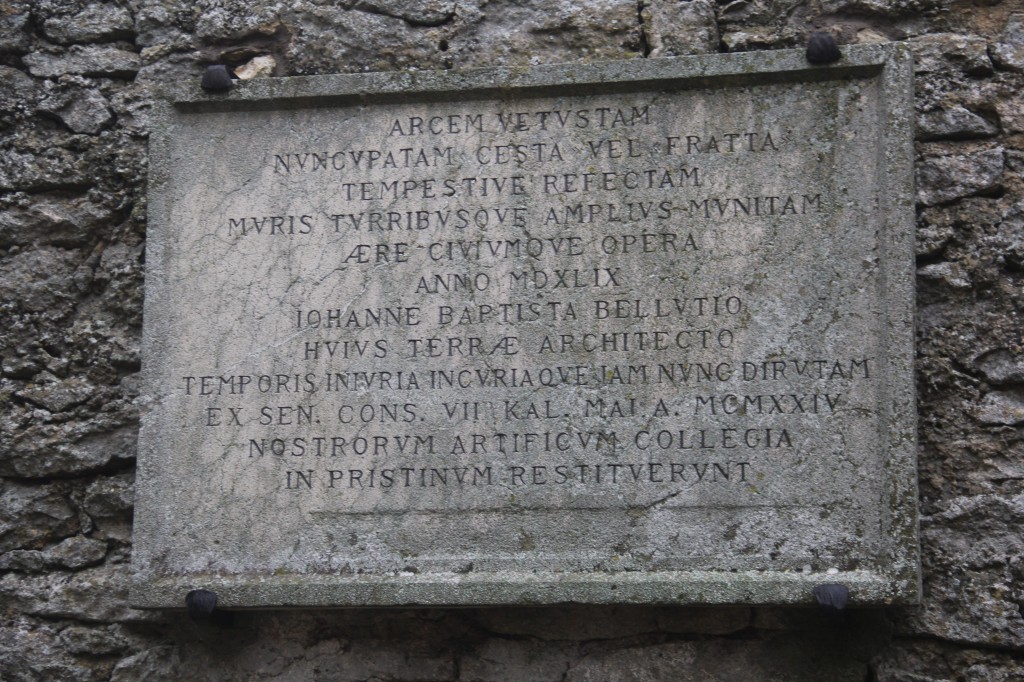 ARCEM VETVSTAM
NVNCVPATAM CESTA VEL FRATTA
TEMPESTIVE REFECTAM
MVRIS TVRRIBVSQVE AMPLIVS MVNITAM
ÆRE CIVIVMQVE OPERA
ANNO MDXLIX
IOHANNE BAPTISTA BELLVTIO
HVIVS TERRÆ ARCHITECTO
TEMPORIS INIVRIA INCVRIAQVE IAM NVNC DIRVTAM
EX SEN. CONS. VII KAL. MAI A. MCMXXIV
NOSTRORVM ARTIFICVM COLLEGIA
IN PRISTINVM RESTITVERVNT